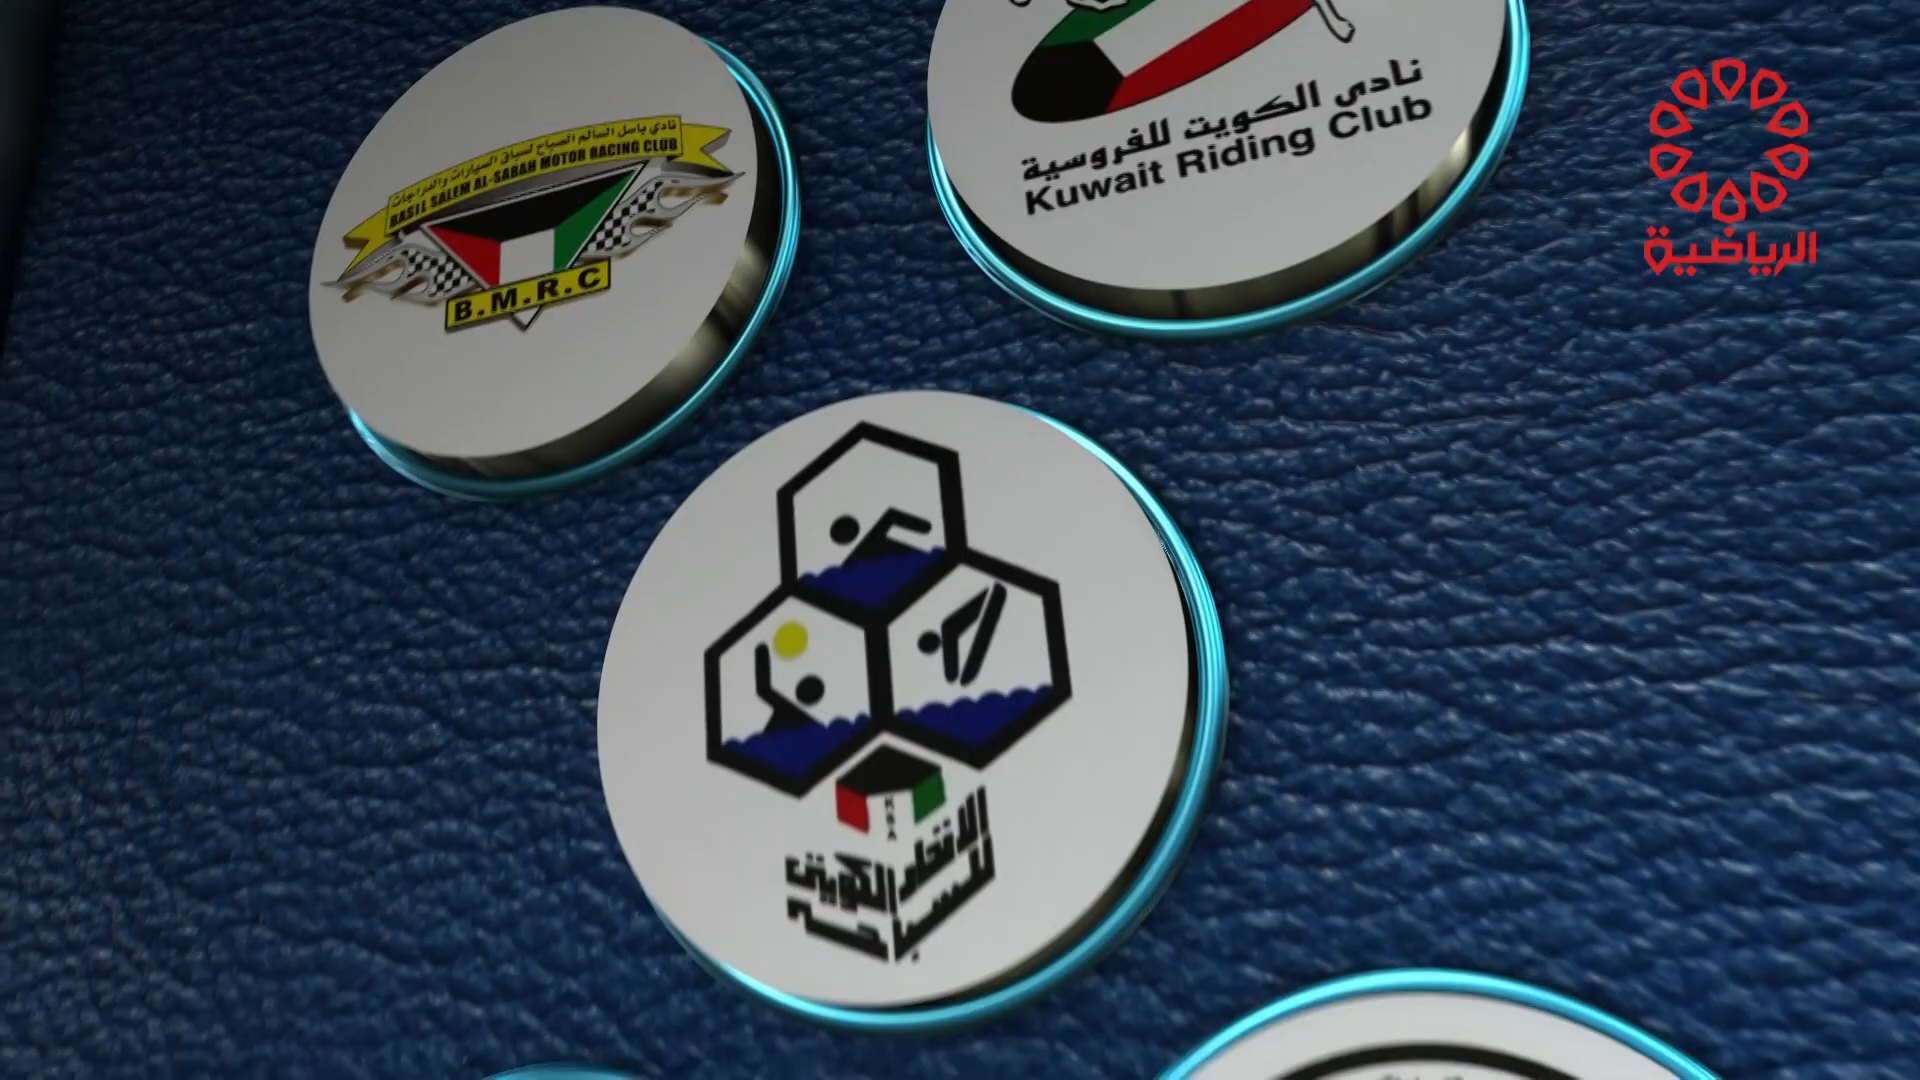 نادي باسل السالم الصباح لسباق السيارات والدراجات
BASIL SALEM AL-SABAH MOTOR RACING CLUB
B.M.R.C
نادي الكويت للفروسية
Kuwait Riding Club
الرياضية
KSA
الاتحاد الكويتي
للسباحة